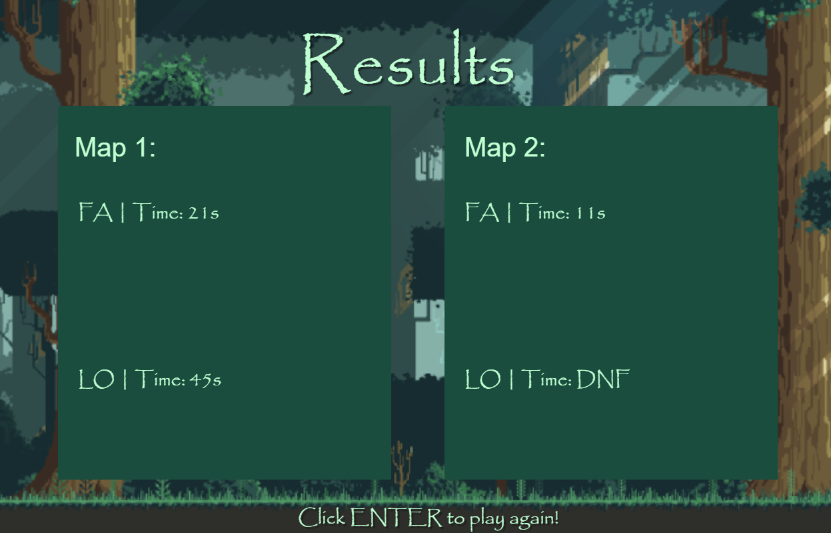 Results
Map 1:
FA | Time: 21s
LO | Time: 45s
Map 2:
FA | Time: 11s
LO | Time: DNF
Click ENTER to play again!